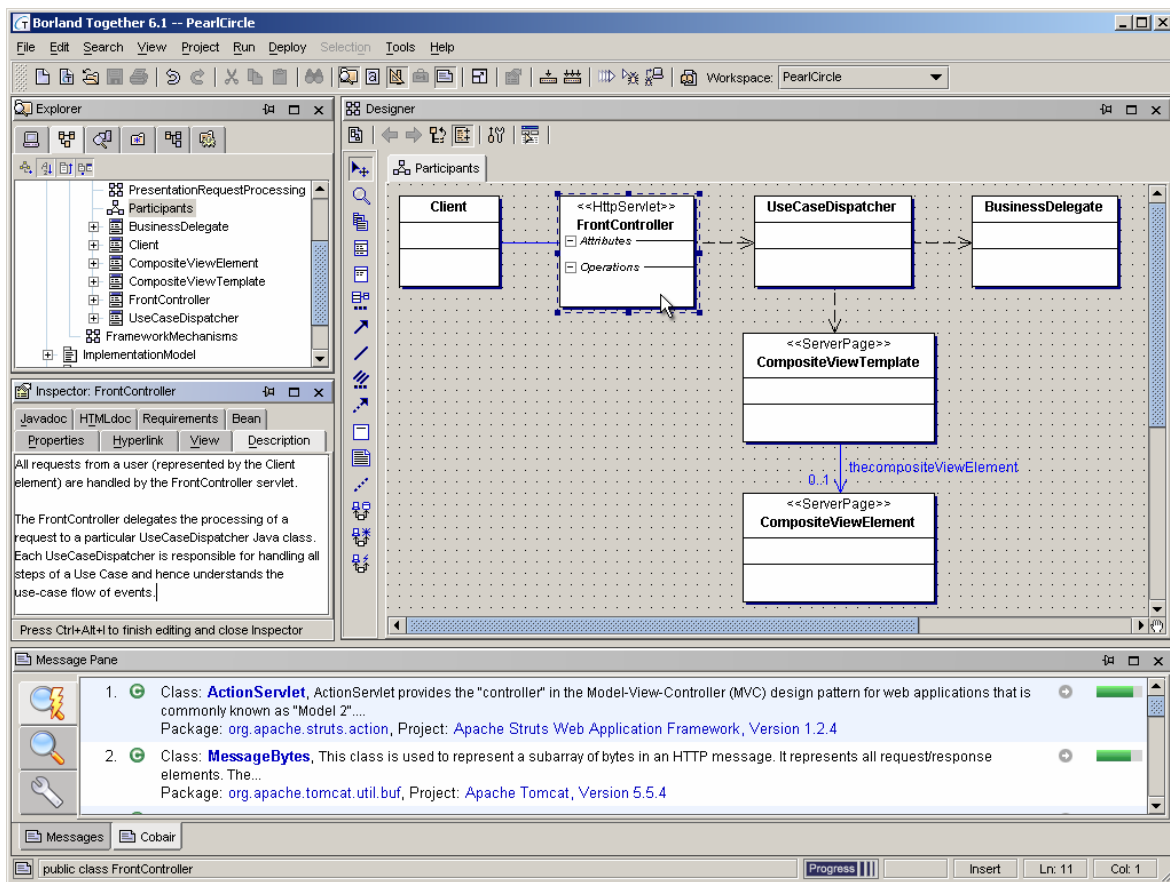 Borland Together 6.1 -- PearlCircle
File Edit Search View Project Run Deploy Selection Tools Help
Workspace: PearlCircle
Explorer
PresentationRequestProcessing
Participants
BusinessDelegate
Client
CompositeViewElement
CompositeViewTemplate
FrontController
UseCaseDispatcher
FrameworkMechanisms
ImplementationModel
Inspector: FrontController
Javadoc HTMLdoc Requirements Bean
Properties Hyperlink View Description
All requests from a user (represented by the Client
element) are handled by the FrontController servlet.
The FrontController delegates the processing of a
request to a particular UseCaseDispatcher Java class.
Each UseCaseDispatcher is responsible for handling all
steps of a Use Case and hence understands the
use-case flow of events.
Press Ctrl+Alt+I to finish editing and close Inspector
Designer
Participants
Client
<<HttpServlet>>
FrontController
Attributes
Operations
UseCaseDispatcher
BusinessDelegate
<<ServerPage>>
CompositeViewTemplate
thecompositeViewElement
0..1
<<ServerPage>>
CompositeViewElement
Message Pane
1. Class: ActionServlet, ActionServlet provides the "controller" in the Model-View-Controller (MVC) design pattern for web applications that is
commonly known as "Model 2"....
Package: org.apache.struts.action, Project: Apache Struts Web Application Framework, Version 1.2.4
2. Class: MessageBytes, This class is used to represent a subarray of bytes in an HTTP message. It represents all request/response
elements. The...
Package: org.apache.tomcat.util.buf, Project: Apache Tomcat, Version 5.5.4
Messages Cobair
public class FrontController Progress Insert Ln: 11 Col: 1